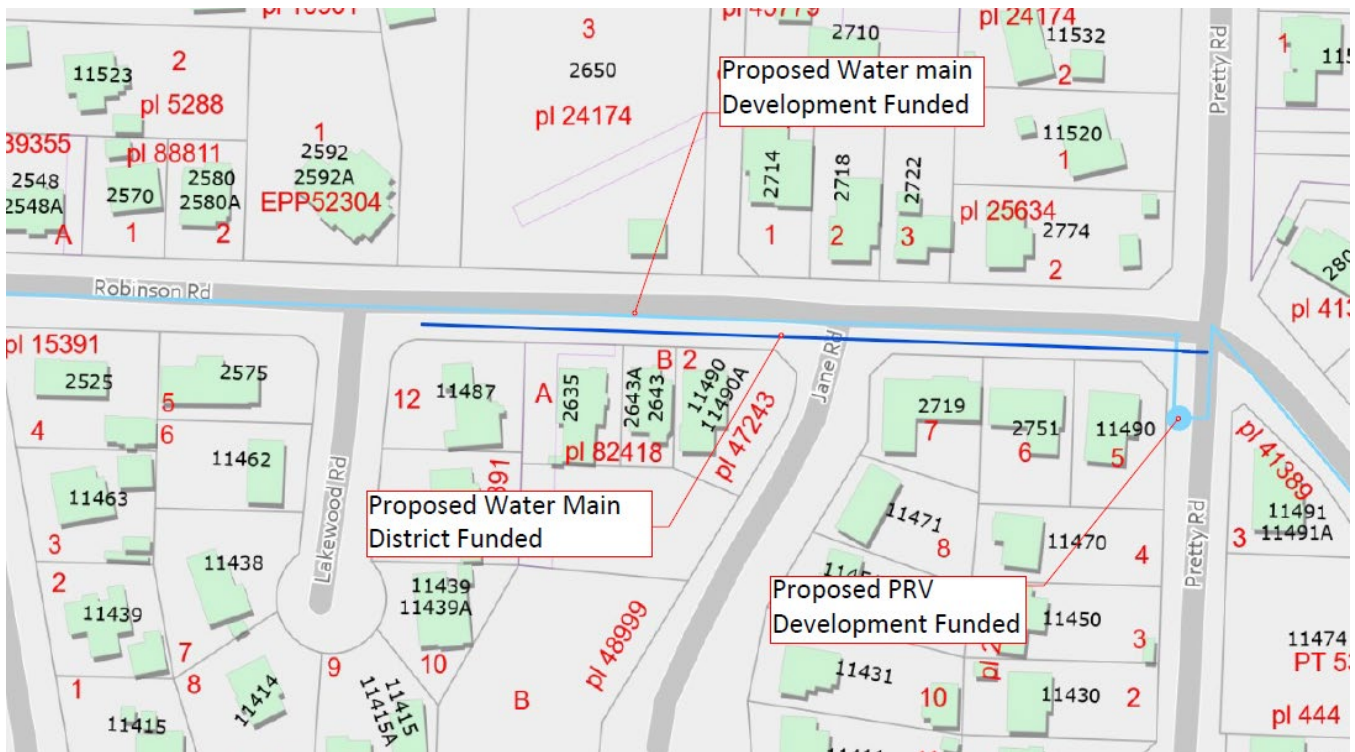 pl 24174
3
2710
11532
Pretty Rd
1
2
11523
2650
Proposed Water main
Development Funded
2
pl 5288
pl 24174
11520
1
39355
pl 88811
1
2592
2592A
EPP52304
2714
2718
2722
pl 25634
2774
2548
2548A
2570
2580
2580A
A
1
2
1
2
3
2
Robinson Rd
pl 15391
2525
2575
5
4
6
12
11487
A
2635
2643A
2643
B
2
11490
11490A
pl 47243
Jane Rd
2719
7
2751
6
11490
5
pl 82418
pl 41389
11491
11491A
3
11462
11463
3
Lakewood Rd
Proposed Water Main
District Funded
11471
8
11470
4
Pretty Rd
11438
2
11439
7
8
11439
11439A
10
9
pl 48999
Proposed PRV
Development Funded
11450
3
11474
1
11414
11415
11415
11415A
B
11431
10
11430
2
pl 444